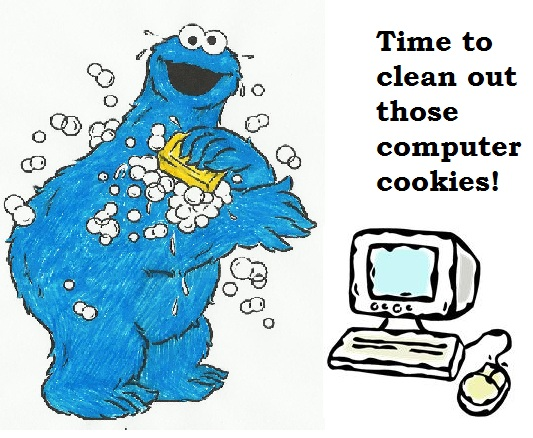 Time to
clean out
those
computer
cookies!